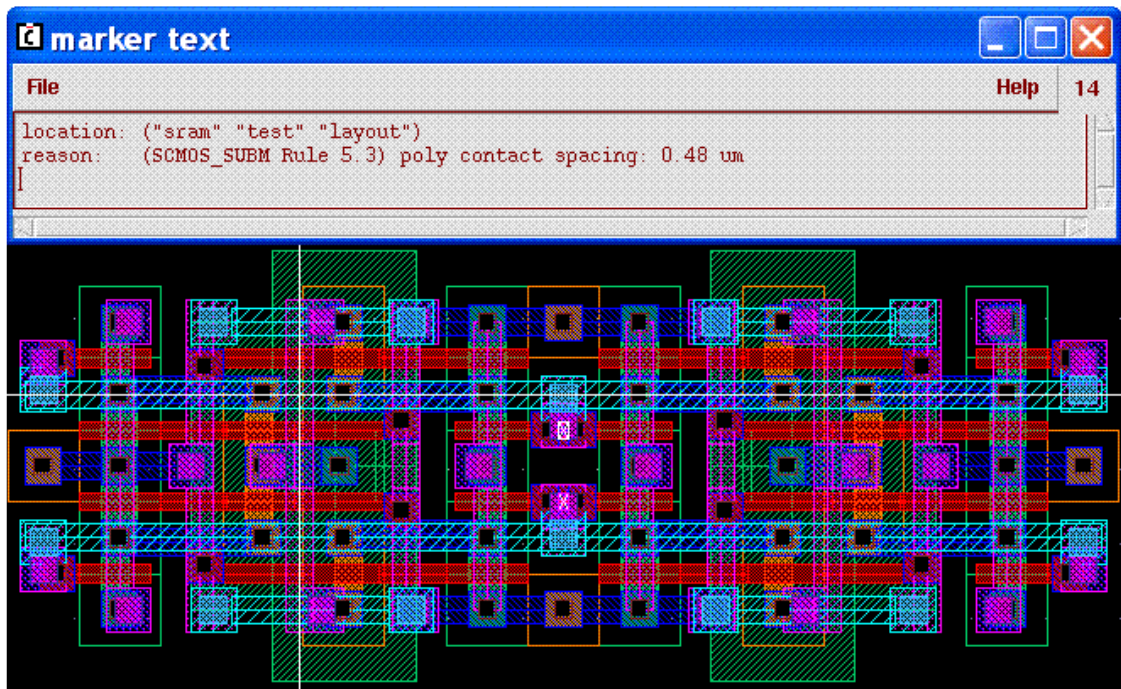 marker text
File Help 14
location: ("sram" "test" "layout")
reason: (SCMOS_SUBM Rule 5.3) poly contact spacing: 0.48 um